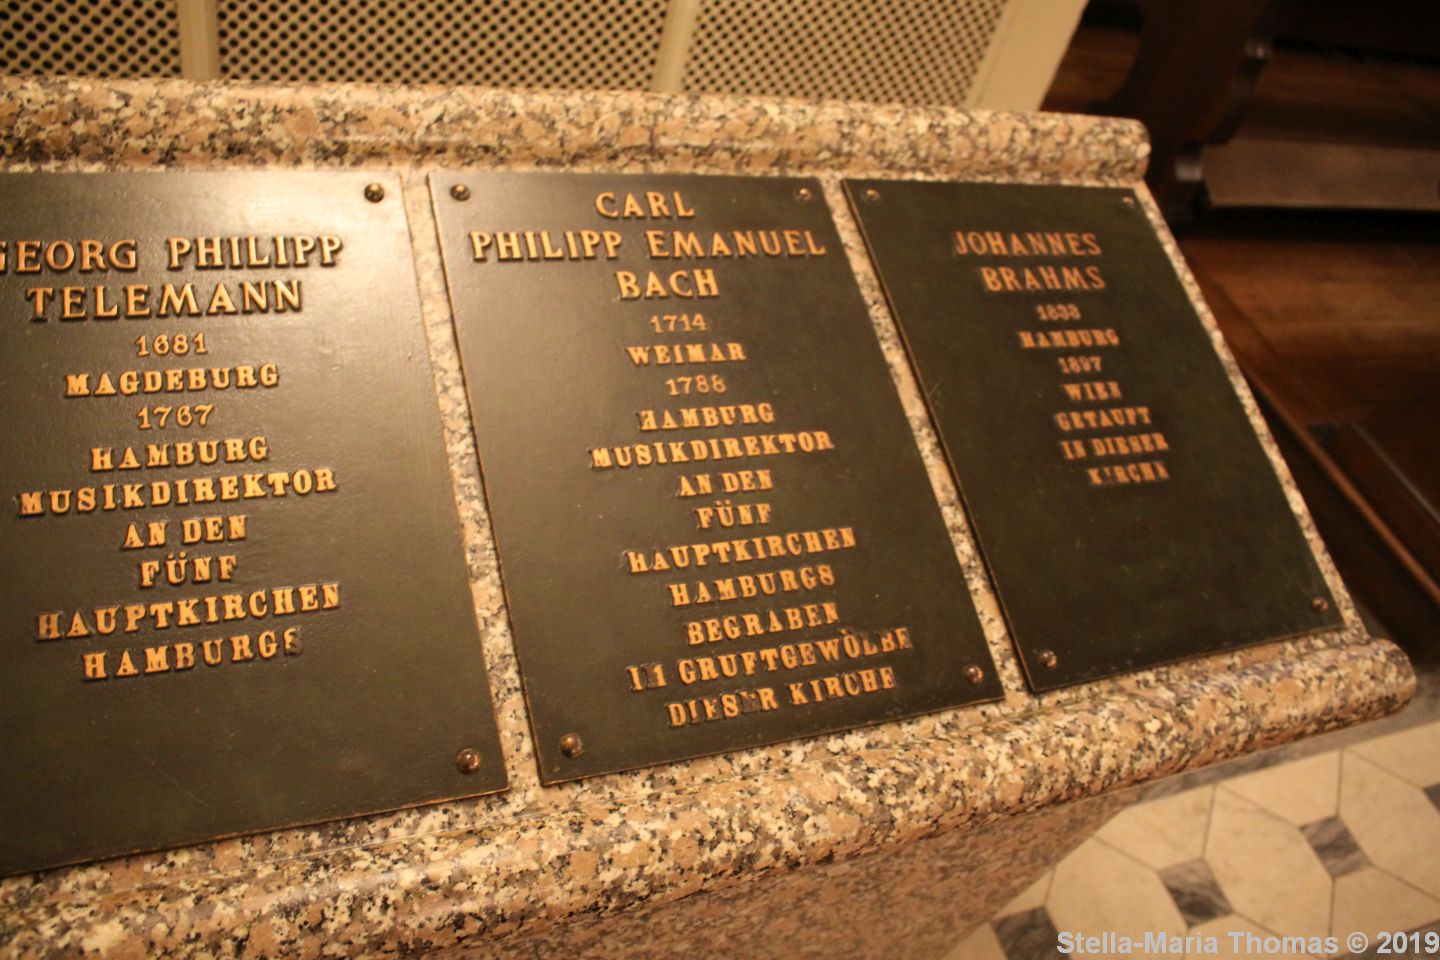 GEORG PHILIPP
TELEMANN
1681
MAGDEBURG
1767
HAMBURG
MUSIKDIREKTOR
AN DEN
FÜNF
HAUPTKIRCHEN
HAMBURGS
CARL
PHILIPP EMANUEL
BACH
1714
WEIMAR
1788
HAMBURG
MUSIKDIREKTOR
AN DEN
FÜNF
HAUPTKIRCHEN
HAMBURGS
BEGRABEN
IM GRUFTGEWÖLBE
DIESER KIRCHE
JOHANNES
BRAHMS
1833
HAMBURG
1897
WIEN
GETAUFT
IN DIESER
KIRCHE
Stella-Maria Thomas © 2019